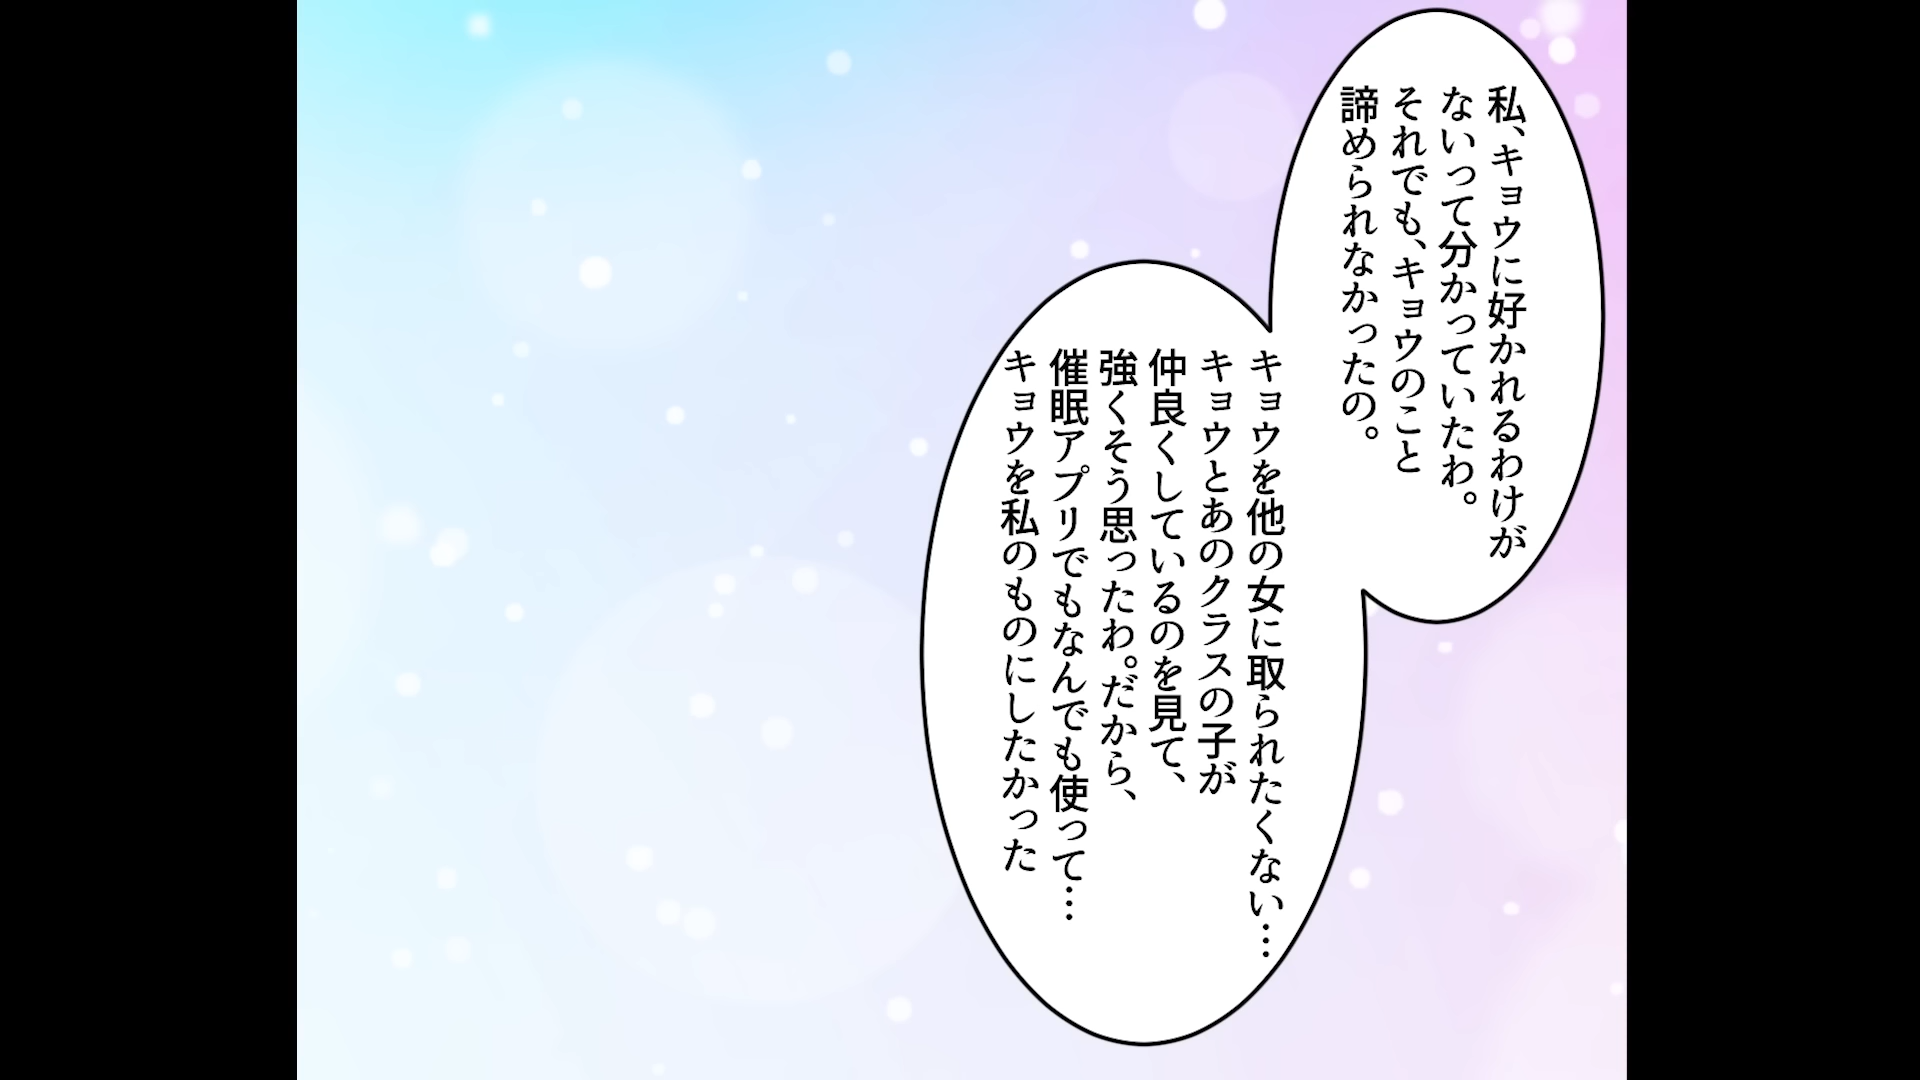 私、キョウに好かれるわけが
ないって分かっていたわ。
それでも、キョウのこと
諦められなかったの。
キョウを他の女に取られたくない…
キョウとあのクラスの子が
仲良くしているのを見て、
強くそう思ったわ。だから、
催眠アプリでもなんでも使って…
キョウを私のものにしたかった